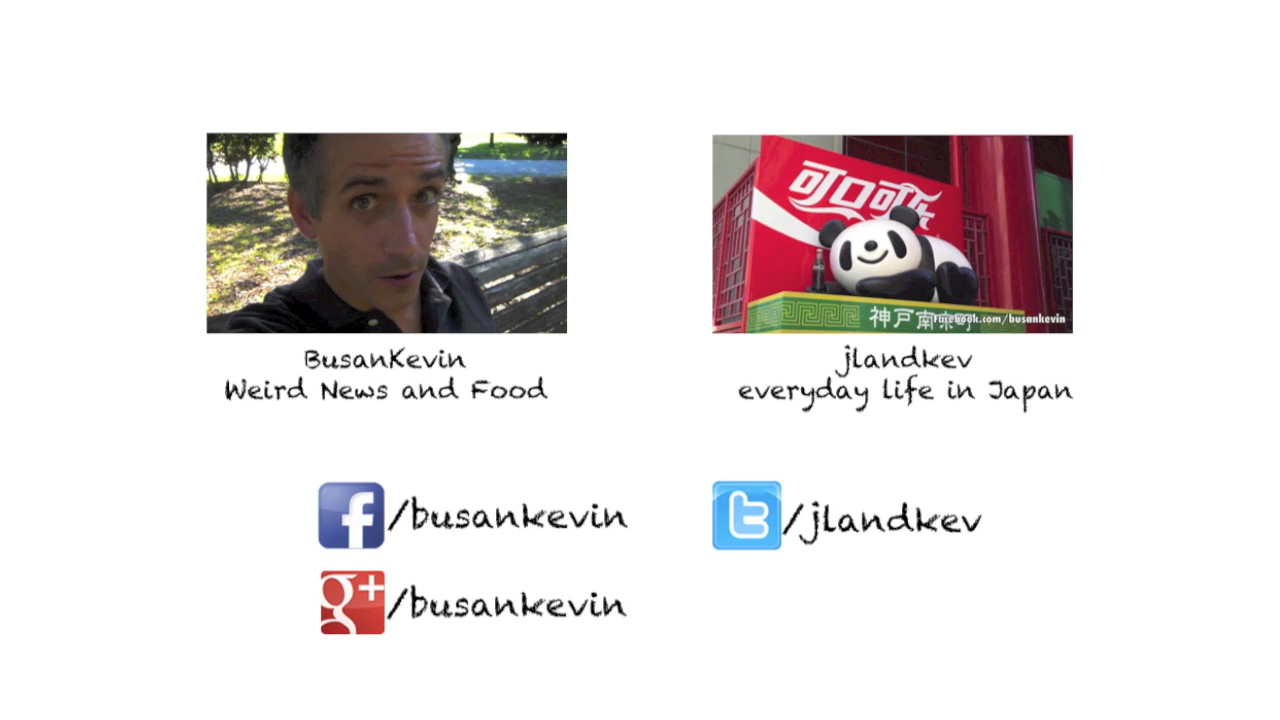 可口可乐
神戸南京町
facebook.com/busankevin
BusanKevin
Weird News and Food
jlandkev
everyday life in Japan
f/busankevin
t/jlandkev
g+/busankevin